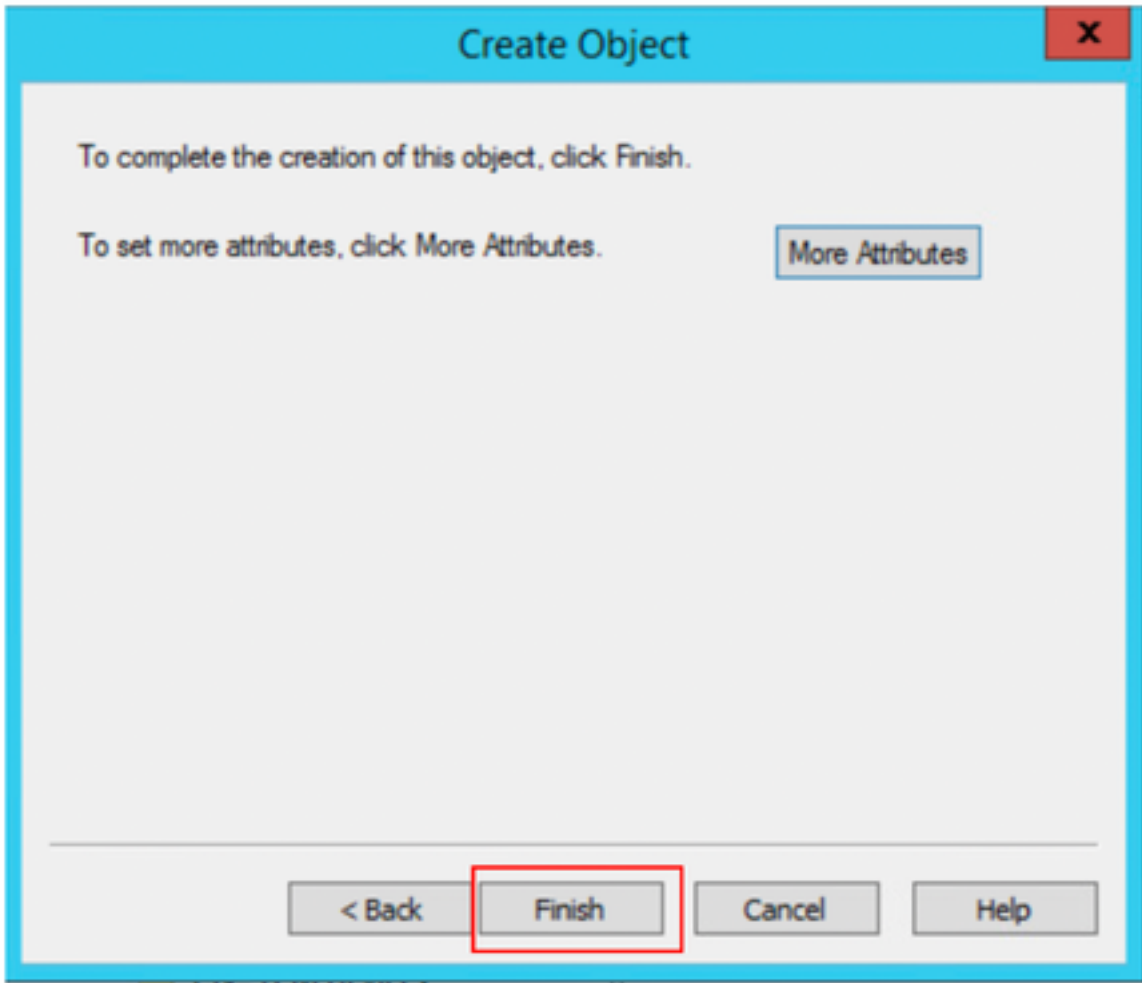 Create Object
x
To complete the creation of this object, click Finish.
To set more attributes, click More Attributes.
More Attributes
< Back
Finish
Cancel
Help